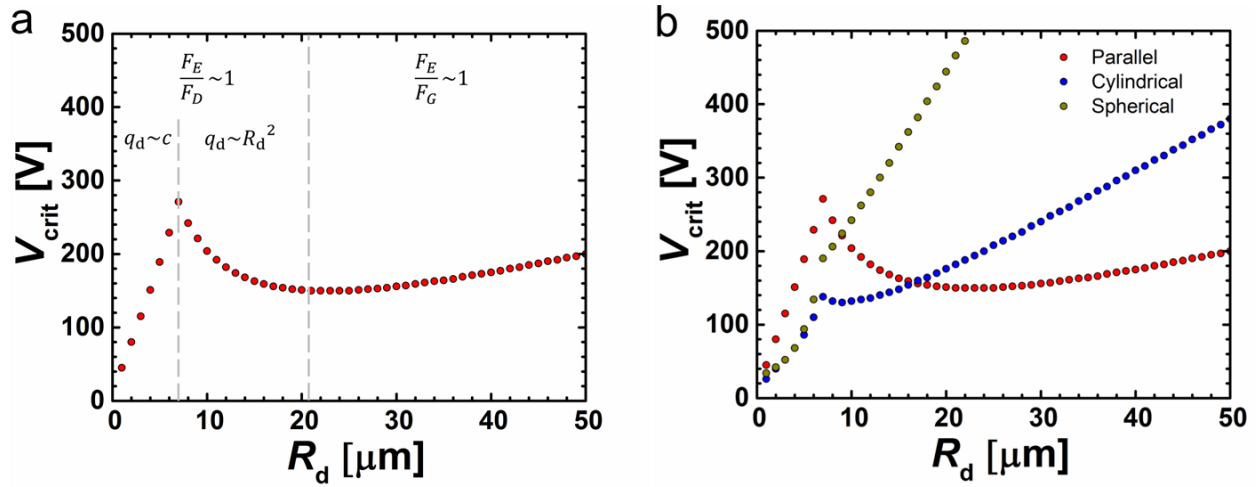 a
500
400
300
200
100
0
V_crit [V]
F_E/F_D ~1
F_E/F_G ~1
q_d~c
q_d~R_d²
0 10 20 30 40 50
R_d [μm]
b
500
400
300
200
100
0
V_crit [V]
Parallel
Cylindrical
Spherical
0 10 20 30 40 50
R_d [μm]